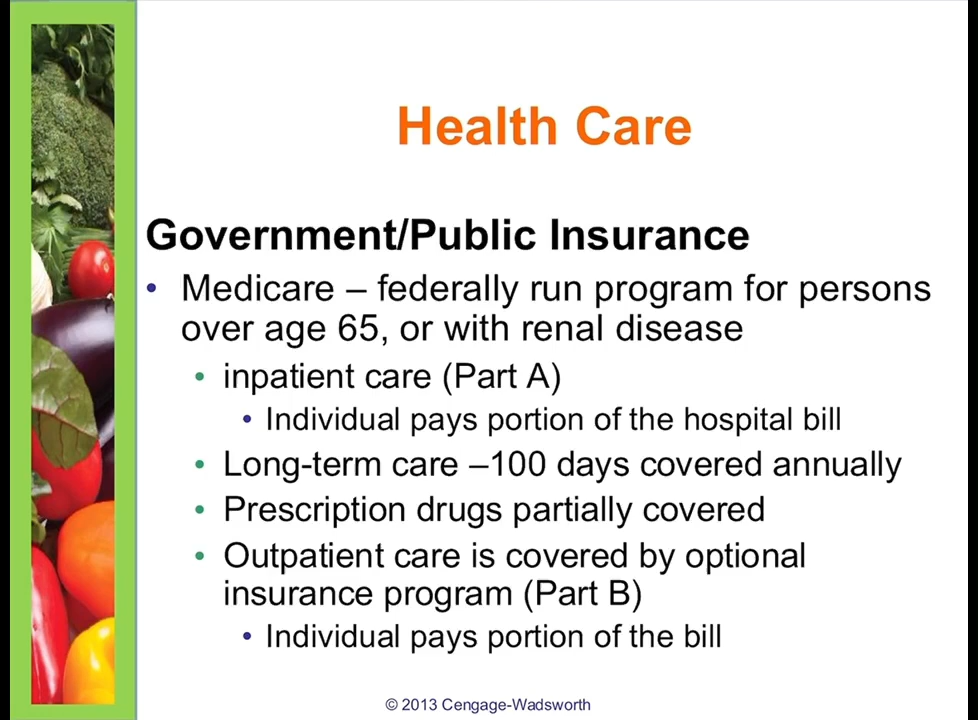 Health Care
Government/Public Insurance
• Medicare – federally run program for persons
over age 65, or with renal disease
• inpatient care (Part A)
• Individual pays portion of the hospital bill
• Long-term care –100 days covered annually
• Prescription drugs partially covered
• Outpatient care is covered by optional
insurance program (Part B)
• Individual pays portion of the bill
© 2013 Cengage-Wadsworth